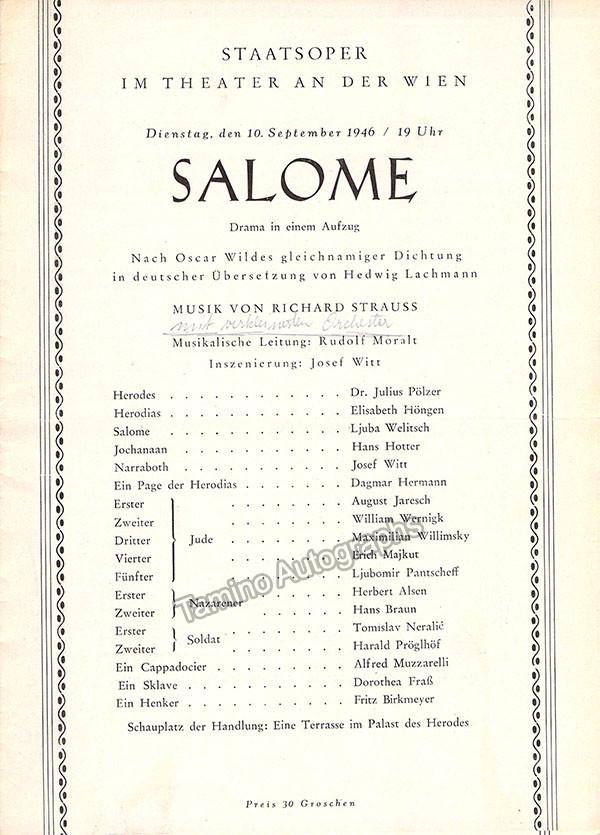 STAATSOPER
IM THEATER AN DER WIEN
Dienstag, den 10. September 1946 / 19 Uhr
SALOME
Drama in einem Aufzug
Nach Oscar Wildes gleichnamiger Dichtung
in deutscher Übersetzung von Hedwig Lachmann
MUSIK VON RICHARD STRAUSS
mit verkleinerten Orchester
Musikalische Leitung: Rudolf Moralt
Inszenierung: Josef Witt
Herodes . . . . . . . . . . . . Dr. Julius Pölzer
Herodias . . . . . . . . . . . . Elisabeth Höngen
Salome . . . . . . . . . . . . Ljuba Welitsch
Jochanaan . . . . . . . . . . . Hans Hotter
Narraboth . . . . . . . . . . . Josef Witt
Ein Page der Herodias . . . . . . . Dagmar Hermann
Erster . . . . . . . . August Jaresch
Zweiter . . . . . . . . William Wernigk
Dritter Jude . . . . . . . . Maximilian Willimsky
Vierter . . . . . . . . Erich Majkut
Fünfter . . . . . . . . Ljubomir Pantscheff
Erster . . . . . . . . Herbert Alsen
Nazarener
Zweiter . . . . . . . . Hans Braun
Erster . . . . . . . . Tomislav Neralić
Soldat
Zweiter . . . . . . . . Harald Pröglhöf
Ein Cappadocier . . . . . . . . . Alfred Muzzarelli
Ein Sklave . . . . . . . . . . . Dorothea Fraß
Ein Henker . . . . . . . . . . . Fritz Birkmeyer
Schauplatz der Handlung: Eine Terrasse im Palast des Herodes
Preis 30 Groschen
Tamino Autographs